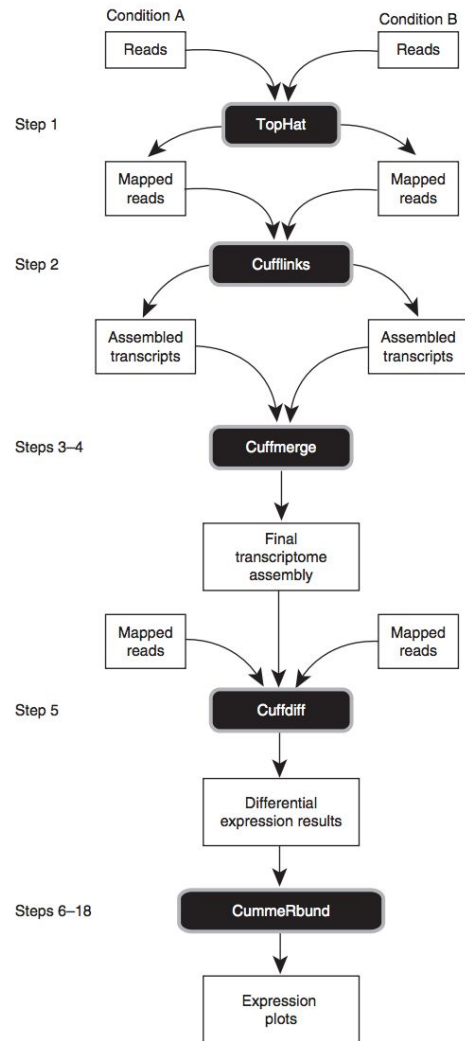 Condition A
Condition B
Reads
Reads
Step 1
TopHat
Mapped
reads
Mapped
reads
Step 2
Cufflinks
Assembled
transcripts
Assembled
transcripts
Steps 3–4
Cuffmerge
Final
transcriptome
assembly
Mapped
reads
Mapped
reads
Step 5
Cuffdiff
Differential
expression results
Steps 6–18
CummeRbund
Expression
plots